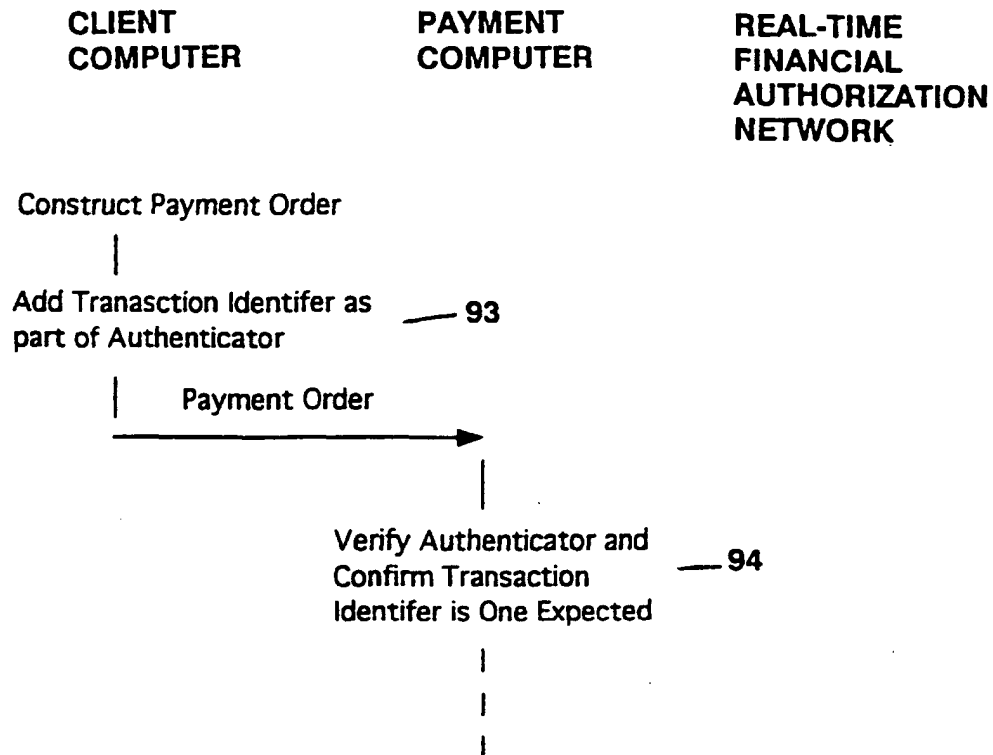 CLIENT
COMPUTER
PAYMENT
COMPUTER
REAL-TIME
FINANCIAL
AUTHORIZATION
NETWORK
Construct Payment Order
Add Tranasction Identifer as
part of Authenticator
93
Payment Order
Verify Authenticator and
Confirm Transaction
Identifer is One Expected
94